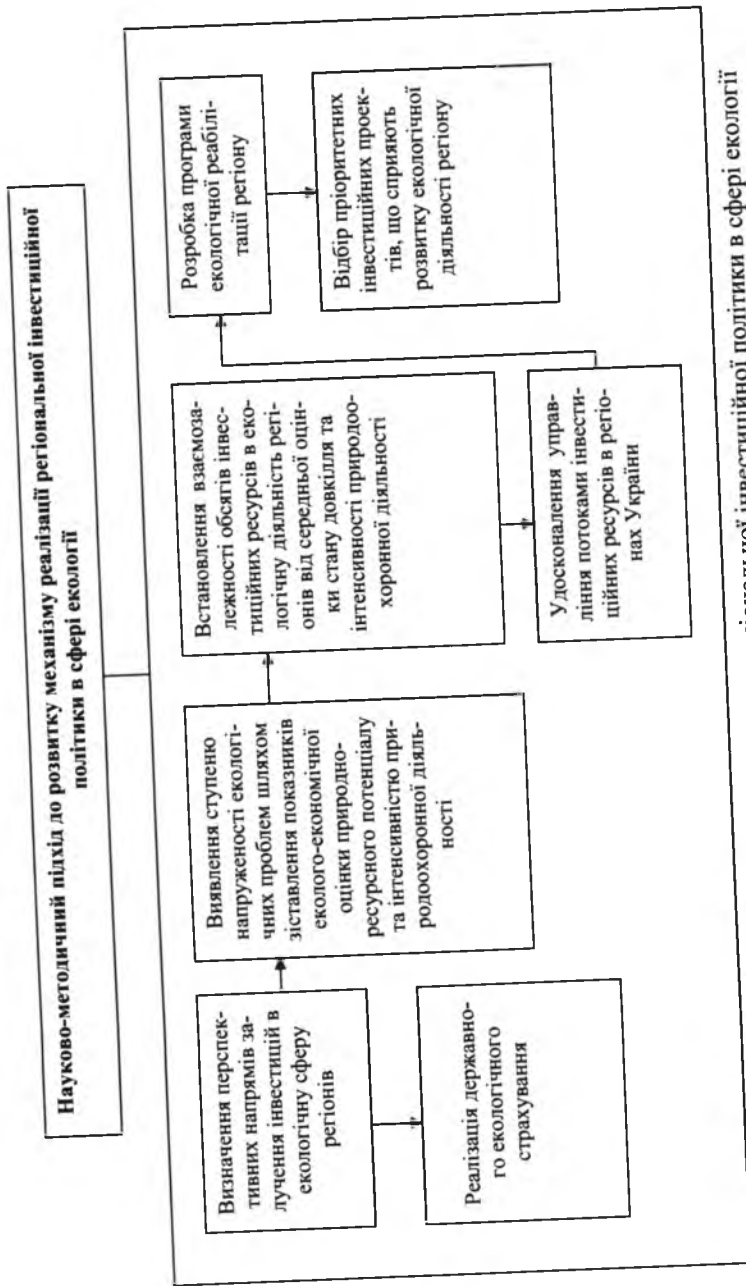 Науково-методичний підхід до розвитку механізму реалізації регіональної інвестиційної
політики в сфері екології
Визначення перспек-
тивних напрямів за-
лучення інвестицій в
екологічну сферу
регіонів
Реалізація державно-
го екологічного
страхування
Виявлення ступеню
напруженості екологі-
чних проблем шляхом
зіставлення показників
еколого-економічної
оцінки природно-
ресурсного потенціалу
та інтенсивністю при-
родоохоронної діяль-
ності
Встановлення взаємоза-
лежності обсягів інвес-
тиційних ресурсів в еко-
логічну діяльність регі-
онів від середньої оцін-
ки стану довкілля та
інтенсивності природоо-
хоронної діяльності
Удосконалення управ-
ління потоками інвести-
ційних ресурсів в регіо-
нах України
Розробка програми
екологічної реабілі-
тації регіону
Відбір пріоритетних
інвестиційних проек-
тів, що сприяють
розвитку екологічної
діяльності регіону
інвестиційної політики в сфері екології